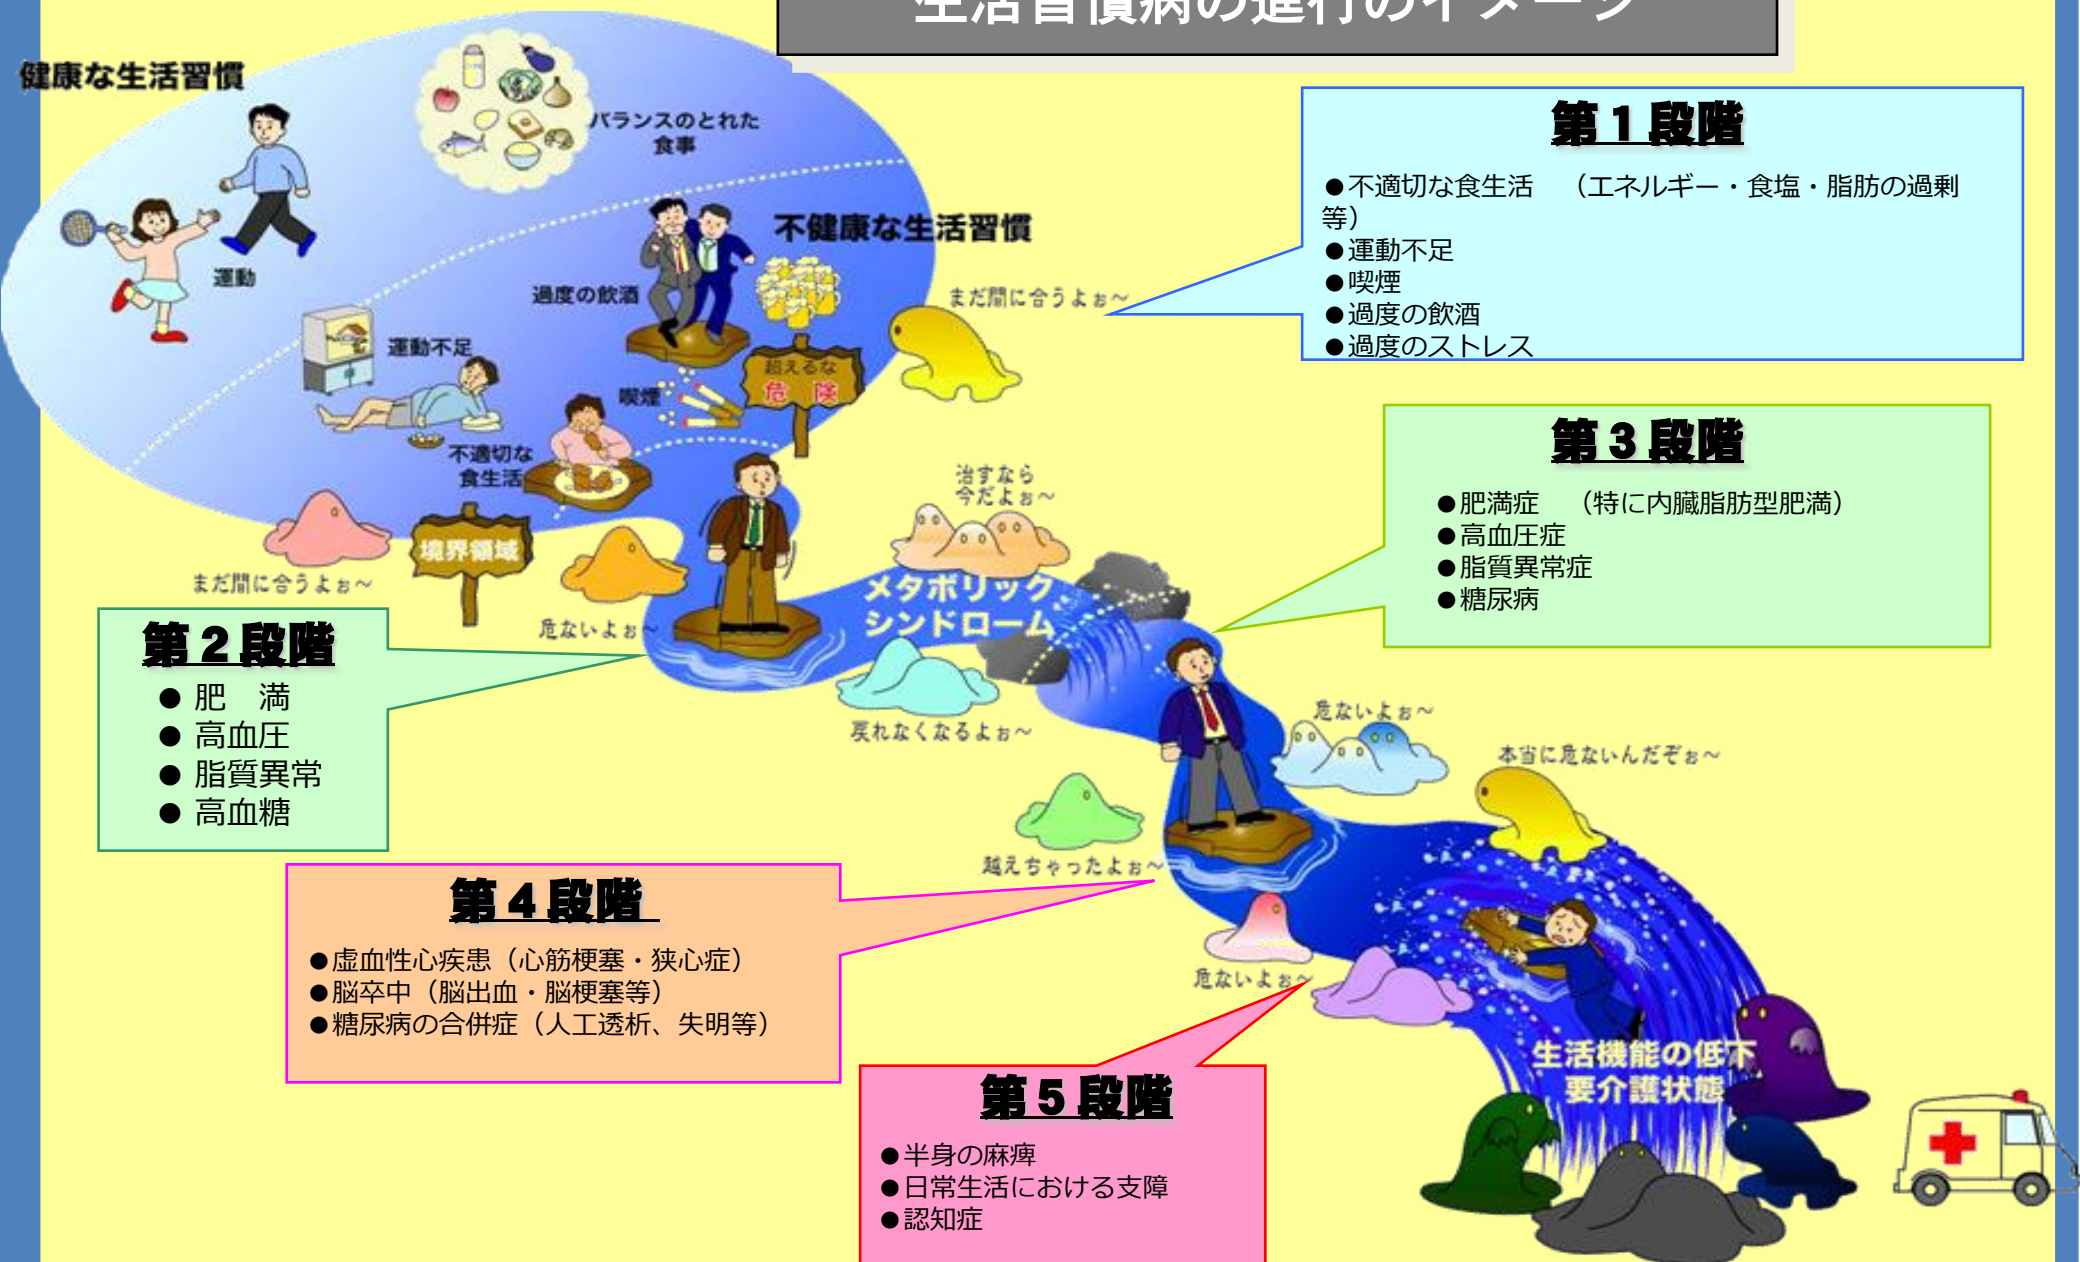 生活習慣病の進行のイメージ
健康な生活習慣
バランスのとれた
食事
運動
不健康な生活習慣
過度の飲酒
運動不足
喫煙
超えるな
危 険
不適切な
食生活
境界領域
まだ間に合うよぉ～
まだ間に合うよぉ～
危ないよぉ～
治すなら
今だよぉ～
メタボリック
シンドローム
戻れなくなるよぉ～
危ないよぉ～
本当に危ないんだぞぉ～
越えちゃったよぉ～
危ないよぉ～
生活機能の低下
要介護状態
第１段階
●不適切な食生活　（エネルギー・食塩・脂肪の過剰
等）
●運動不足
●喫煙
●過度の飲酒
●過度のストレス
第２段階
● 肥　満
● 高血圧
● 脂質異常
● 高血糖
第３段階
●肥満症　（特に内臓脂肪型肥満）
●高血圧症
●脂質異常症
●糖尿病
第４段階
●虚血性心疾患（心筋梗塞・狭心症）
●脳卒中（脳出血・脳梗塞等）
●糖尿病の合併症（人工透析、失明等）
第５段階
●半身の麻痺
●日常生活における支障
●認知症